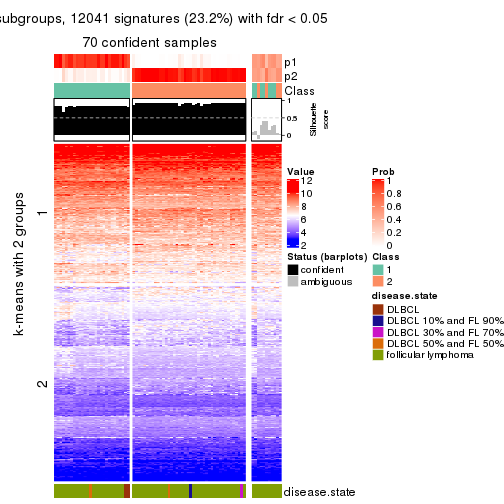 subgroups, 12041 signatures (23.2%) with fdr < 0.05
70 confident samples
p1
p2
Class
1
0.5
0
Silhouette
score
k-means with 2 groups
1
2
Value
12
10
8
6
4
2
Prob
1
0.8
0.6
0.4
0.2
0
Status (barplots)
confident
ambiguous
Class
1
2
disease.state
DLBCL
DLBCL 10% and FL 90%
DLBCL 30% and FL 70%
DLBCL 50% and FL 50%
follicular lymphoma
disease.state